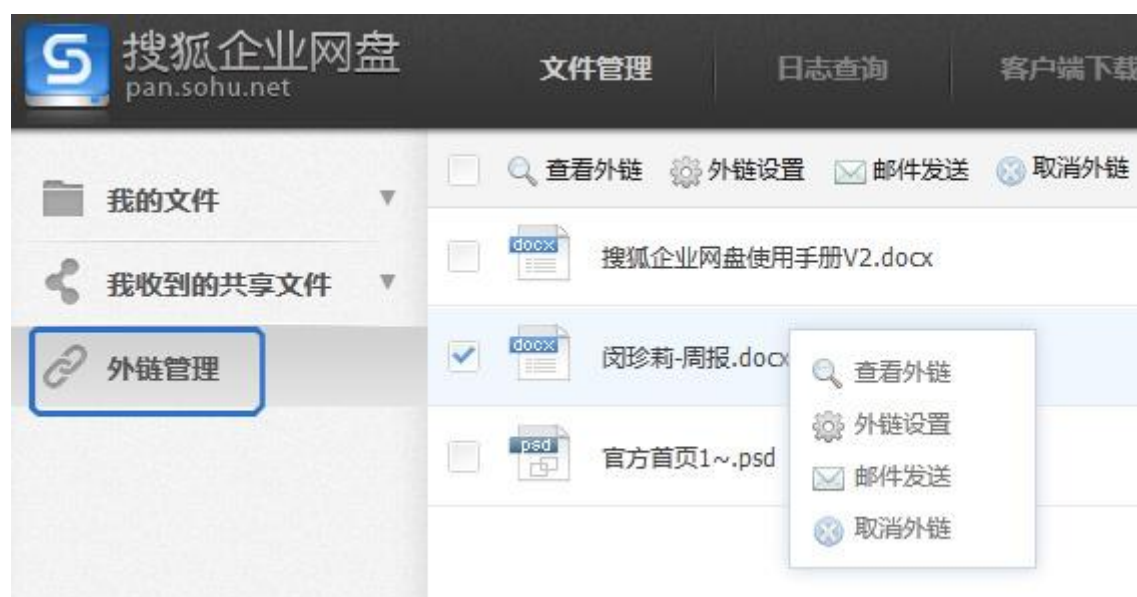 搜狐企业网盘
pan.sohu.net
文件管理 日志查询 客户端下载
我的文件
我收到的共享文件
外链管理
查看外链 外链设置 邮件发送 取消外链
docx 搜狐企业网盘使用手册V2.docx
docx 闵珍莉-周报.docx
psd 官方首页1~.psd
查看外链
外链设置
邮件发送
取消外链